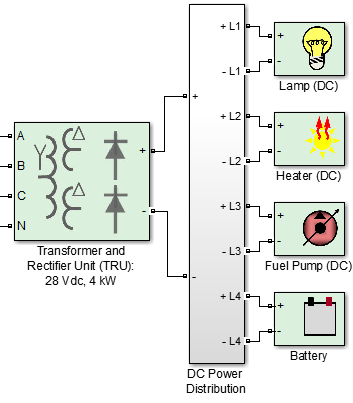 + L1
+
- L1
-
Lamp (DC)
+ L2
+
- L2
-
Heater (DC)
+ L3
+
- L3
-
Fuel Pump (DC)
+ L4
+
- L4
-
Battery
+
-
DC Power
Distribution
A
B
C
N
+
-
Transformer and
Rectifier Unit (TRU):
28 Vdc, 4 kW